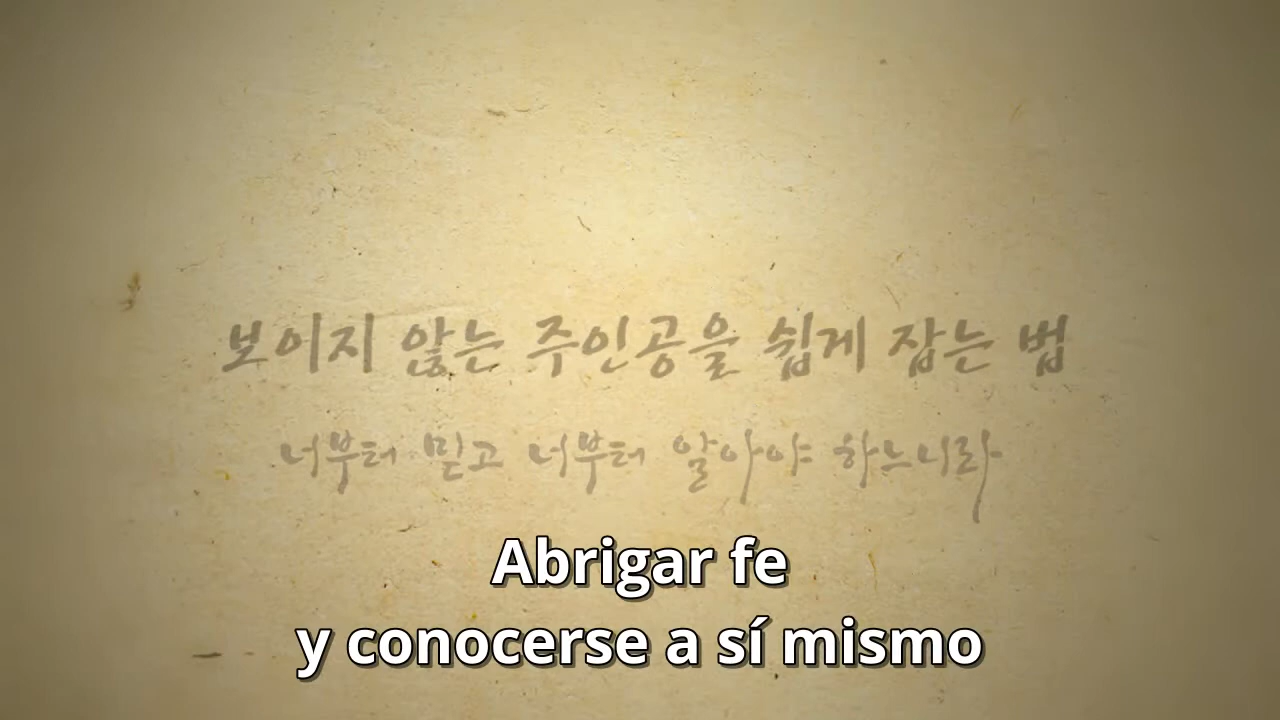 보이지 않는 주인공을 쉽게 잡는 법
너부터 믿고 너부터 알아야 하느니라
Abrigar fe
y conocerse a sí mismo